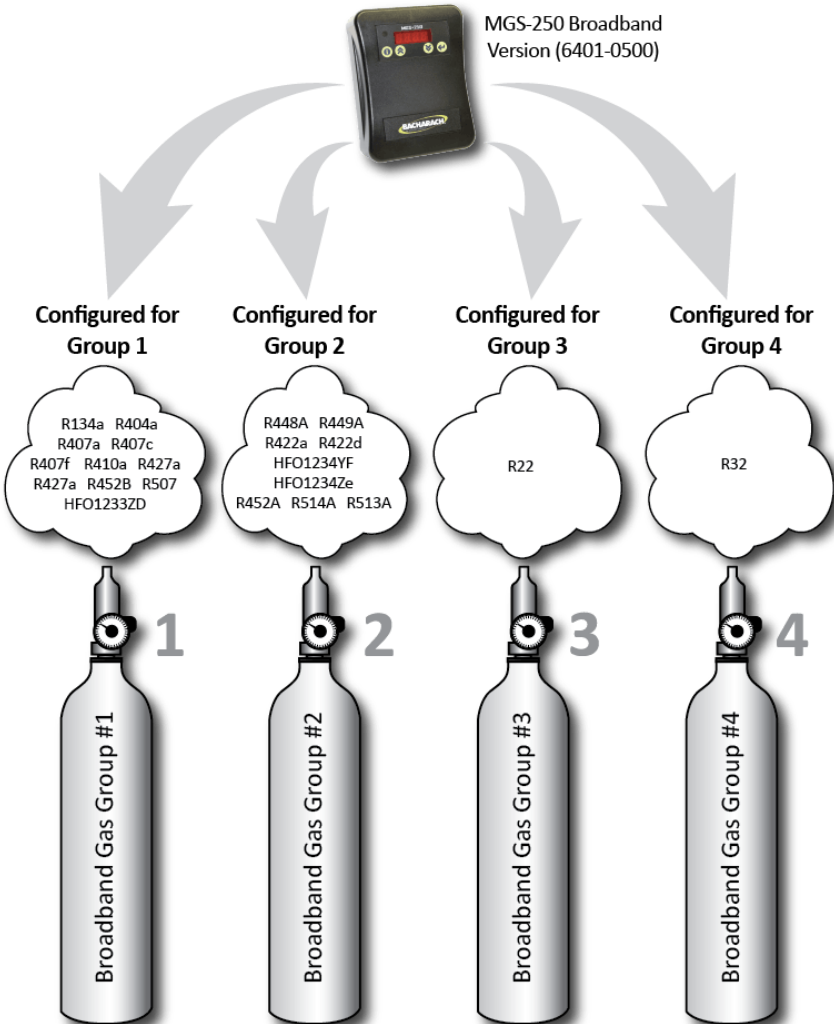 MGS-250 Broadband
Version (6401-0500)
MGS-250
BACHARACH
Configured for
Group 1
Configured for
Group 2
Configured for
Group 3
Configured for
Group 4
R134a R404a
R407a R407c
R407f R410a R427a
R427a R452B R507
HFO1233ZD
R448A R449A
R422a R422d
HFO1234YF
HFO1234Ze
R452A R514A R513A
R22
R32
1
2
3
4
Broadband Gas Group #1
Broadband Gas Group #2
Broadband Gas Group #3
Broadband Gas Group #4